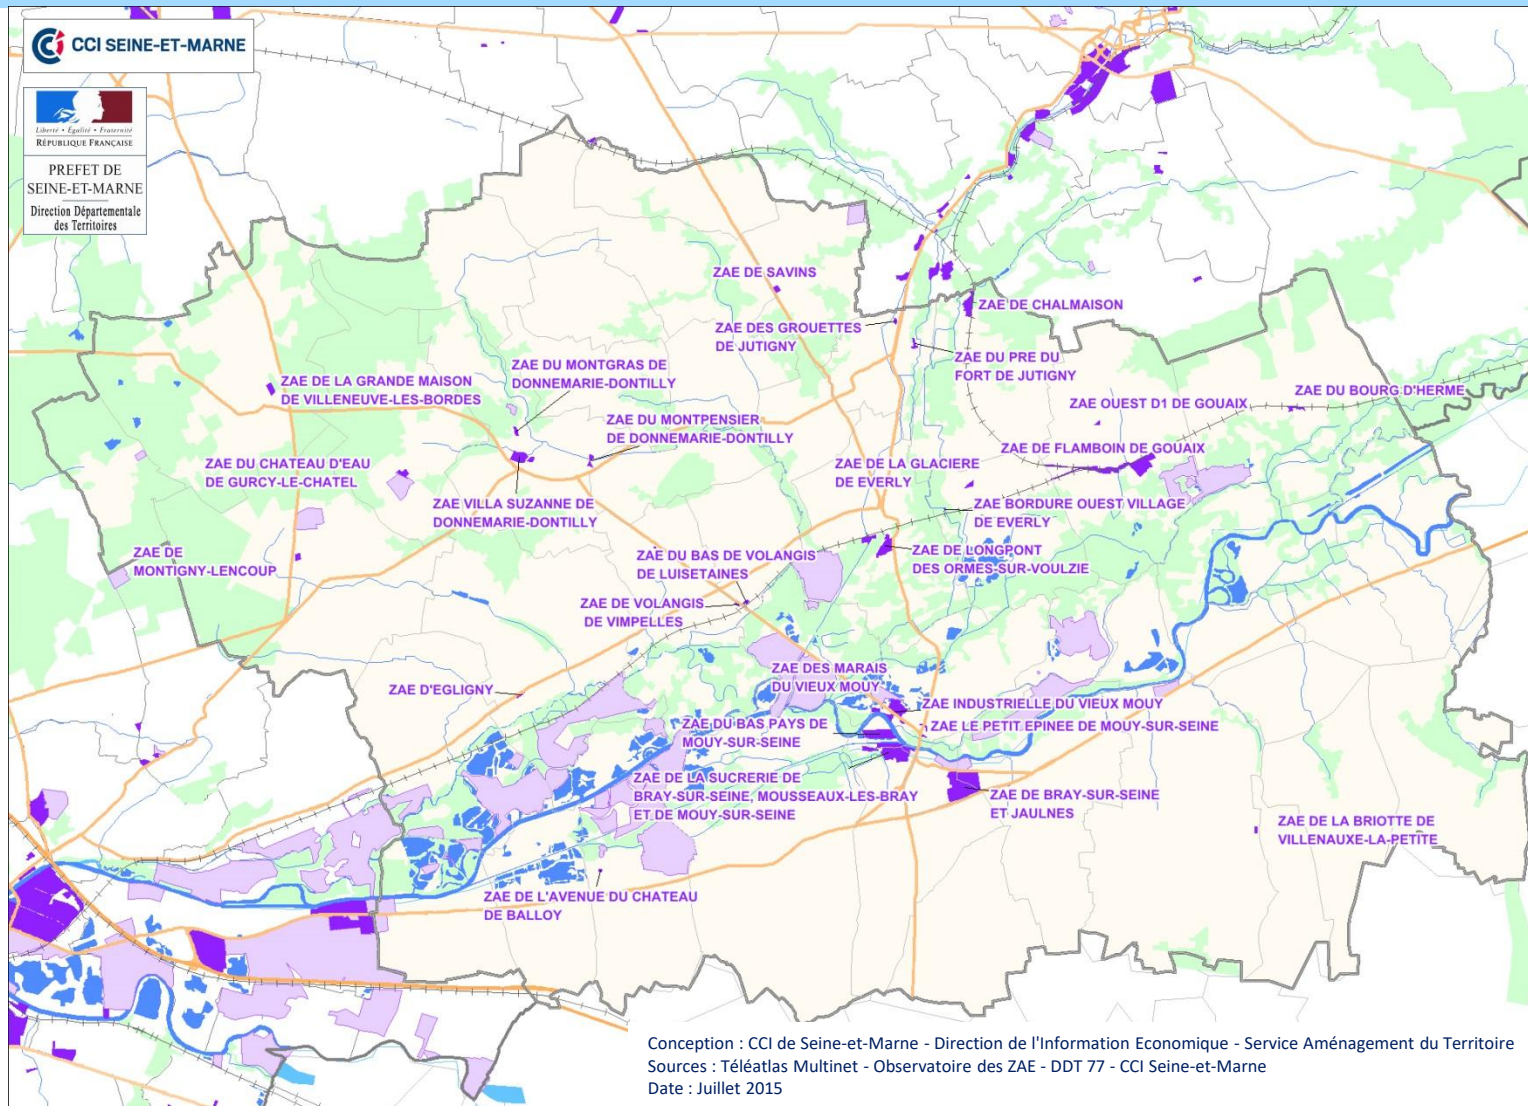 CCI SEINE-ET-MARNE
Liberté • Égalité • Fraternité
RÉPUBLIQUE FRANÇAISE
PREFET DE
SEINE-ET-MARNE
Direction Départementale
des Territoires
ZAE DE SAVINS
ZAE DE CHALMAISON
ZAE DES GROUETTES
DE JUTIGNY
ZAE DU PRE DU
FORT DE JUTIGNY
ZAE DU MONTGRAS DE
DONNEMARIE-DONTILLY
ZAE DE LA GRANDE MAISON
DE VILLENEUVE-LES-BORDES
ZAE DU BOURG D'HERME
ZAE OUEST D1 DE GOUAIX
ZAE DU MONTPENSIER
DE DONNEMARIE-DONTILLY
ZAE DE FLAMBOIN DE GOUAIX
ZAE DU CHATEAU D'EAU
DE GURCY-LE-CHATEL
ZAE DE LA GLACIERE
DE EVERLY
ZAE VILLA SUZANNE DE
DONNEMARIE-DONTILLY
ZAE BORDURE OUEST VILLAGE
DE EVERLY
ZAE DE
MONTIGNY-LENCOUP
ZAE DU BAS DE VOLANGIS
DE LUISETAINES
ZAE DE LONGPONT
DES ORMES-SUR-VOULZIE
ZAE DE VOLANGIS
DE VIMPELLES
ZAE DES MARAIS
DU VIEUX MOUY
ZAE D'EGLIGNY
ZAE INDUSTRIELLE DU VIEUX MOUY
ZAE DU BAS PAYS DE
MOUY-SUR-SEINE
ZAE LE PETIT EPINEE DE MOUY-SUR-SEINE
ZAE DE LA SUCRERIE DE
BRAY-SUR-SEINE, MOUSSEAUX-LES-BRAY
ET DE MOUY-SUR-SEINE
ZAE DE BRAY-SUR-SEINE
ET JAULNES
ZAE DE LA BRIOTTE DE
VILLENAUXE-LA-PETITE
ZAE DE L'AVENUE DU CHATEAU
DE BALLOY
Conception : CCI de Seine-et-Marne - Direction de l'Information Economique - Service Aménagement du Territoire
Sources : Téléatlas Multinet - Observatoire des ZAE - DDT 77 - CCI Seine-et-Marne
Date : Juillet 2015